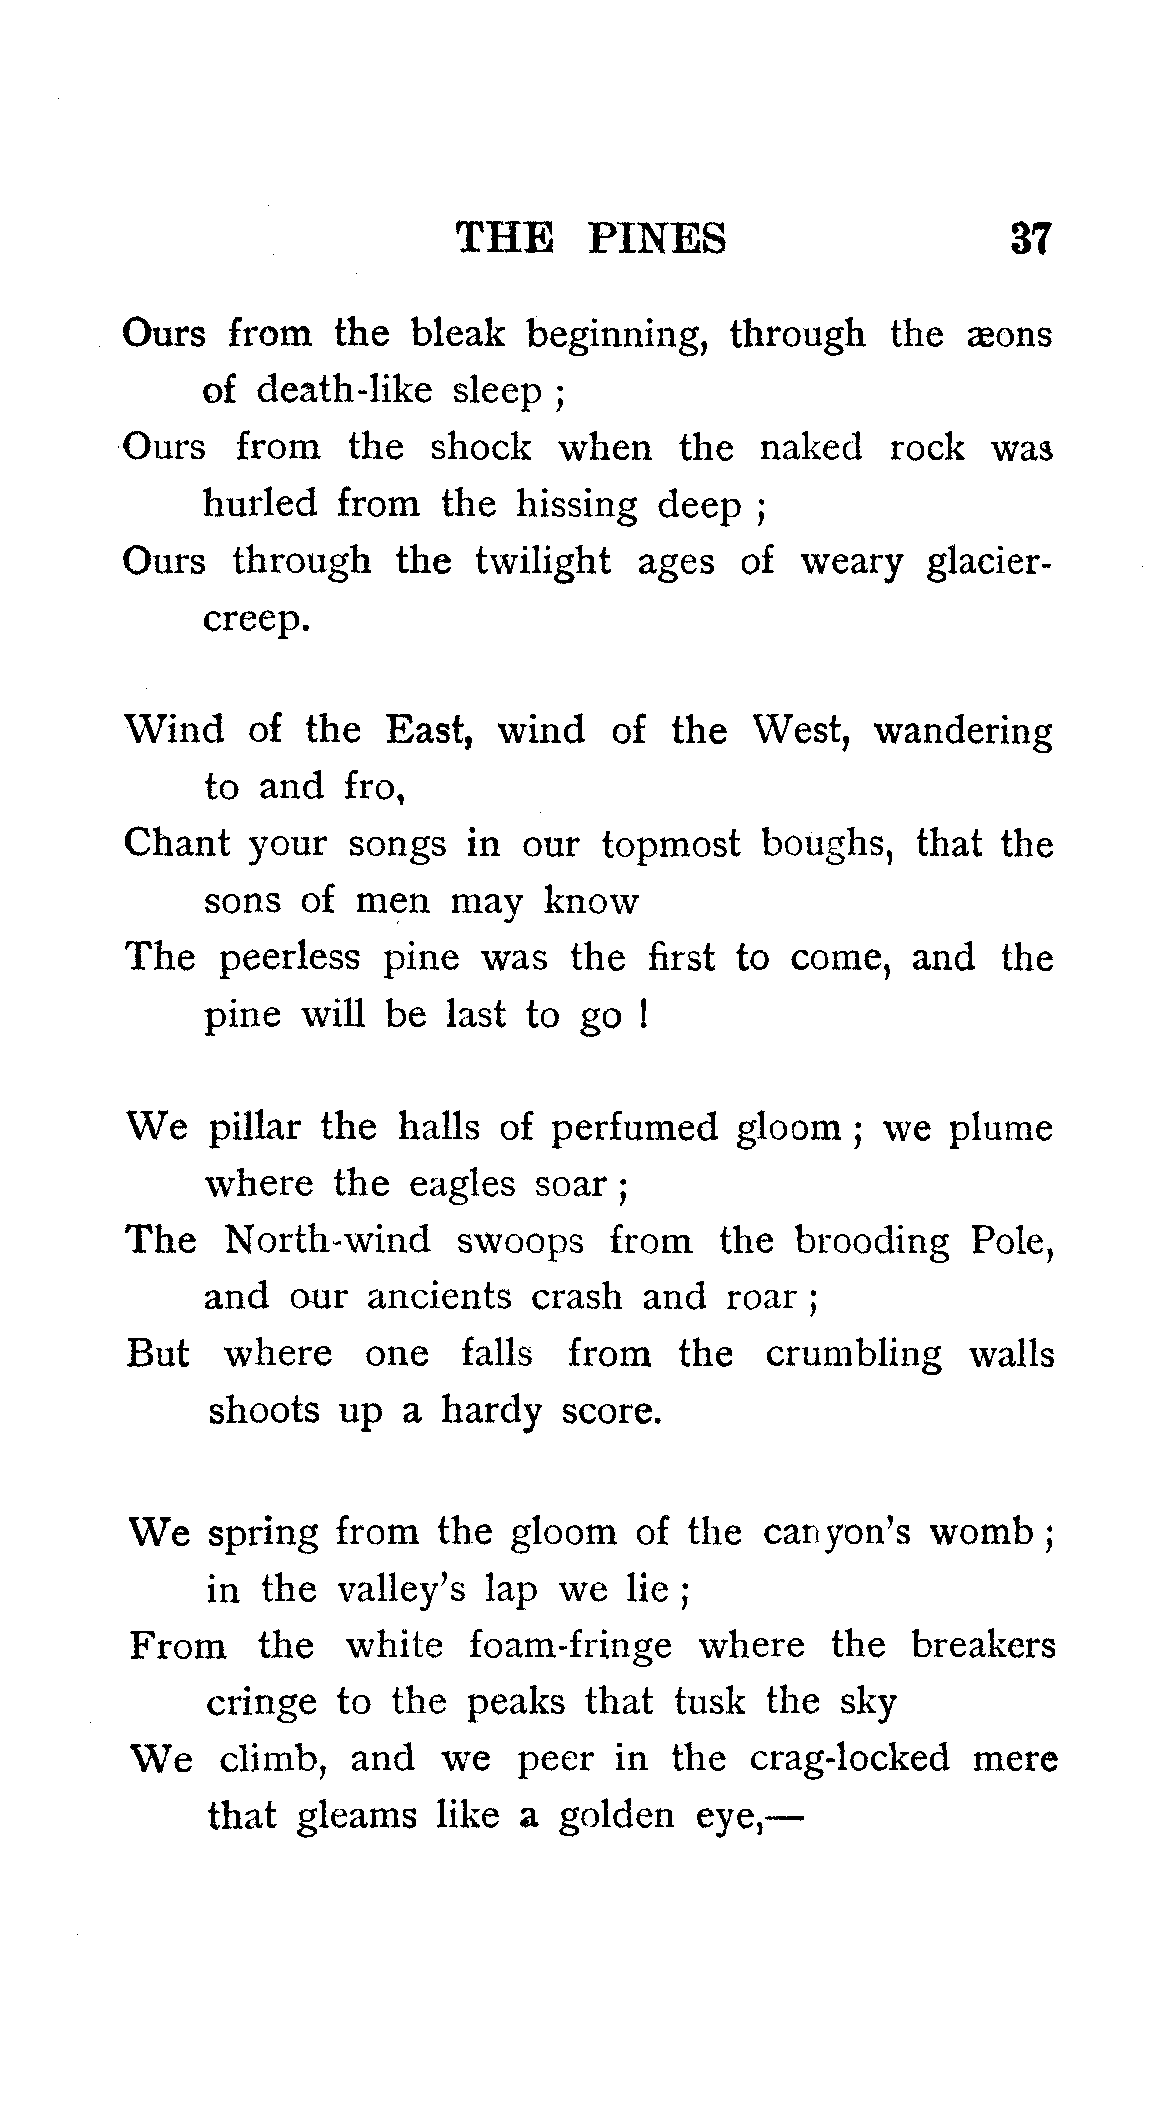 THE PINES 37
Ours from the bleak beginning, through the æons
of death-like sleep ;
Ours from the shock when the naked rock was
hurled from the hissing deep ;
Ours through the twilight ages of weary glacier-
creep.
Wind of the East, wind of the West, wandering
to and fro,
Chant your songs in our topmost boughs, that the
sons of men may know
The peerless pine was the first to come, and the
pine will be last to go !
We pillar the halls of perfumed gloom ; we plume
where the eagles soar ;
The North-wind swoops from the brooding Pole,
and our ancients crash and roar ;
But where one falls from the crumbling walls
shoots up a hardy score.
We spring from the gloom of the canyon's womb ;
in the valley's lap we lie ;
From the white foam-fringe where the breakers
cringe to the peaks that tusk the sky
We climb, and we peer in the crag-locked mere
that gleams like a golden eye,—